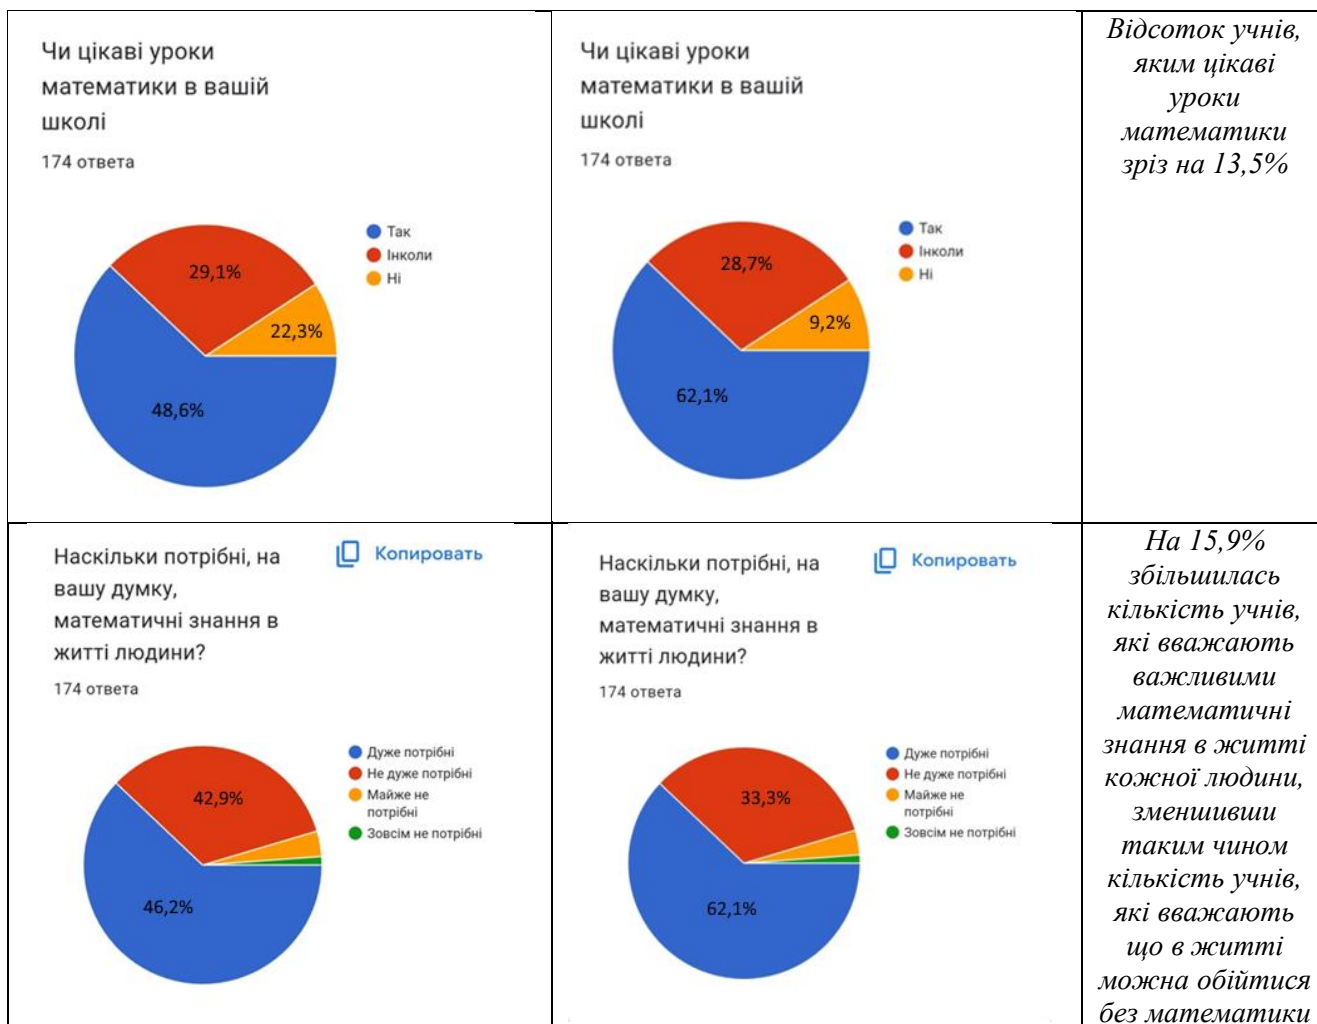 Чи цікаві уроки
математики в вашій
школі
174 ответа
Так
Інколи
Ні
29,1%
22,3%
48,6%
Чи цікаві уроки
математики в вашій
школі
174 ответа
Так
Інколи
Ні
28,7%
9,2%
62,1%
Відсоток учнів,
яким цікаві
уроки
математики
зріз на 13,5%
Наскільки потрібні, на
вашу думку,
математичні знання в
житті людини?
Копировать
174 ответа
Дуже потрібні
Не дуже потрібні
Майже не
потрібні
Зовсім не потрібні
42,9%
46,2%
Наскільки потрібні, на
вашу думку,
математичні знання в
житті людини?
Копировать
174 ответа
Дуже потрібні
Не дуже потрібні
Майже не
потрібні
Зовсім не потрібні
33,3%
62,1%
На 15,9%
збільшилась
кількість учнів,
які вважають
важливими
математичні
знання в житті
кожної людини,
зменшивши
таким чином
кількість учнів,
які вважають
що в житті
можна обійтися
без математики